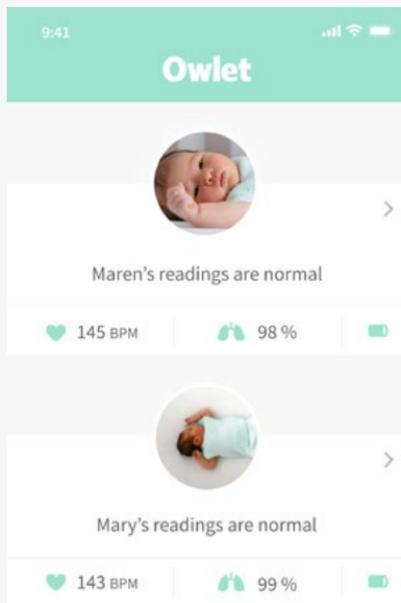 9:41
Owlet
Maren’s readings are normal
145 BPM
98 %
Mary’s readings are normal
143 BPM
99 %